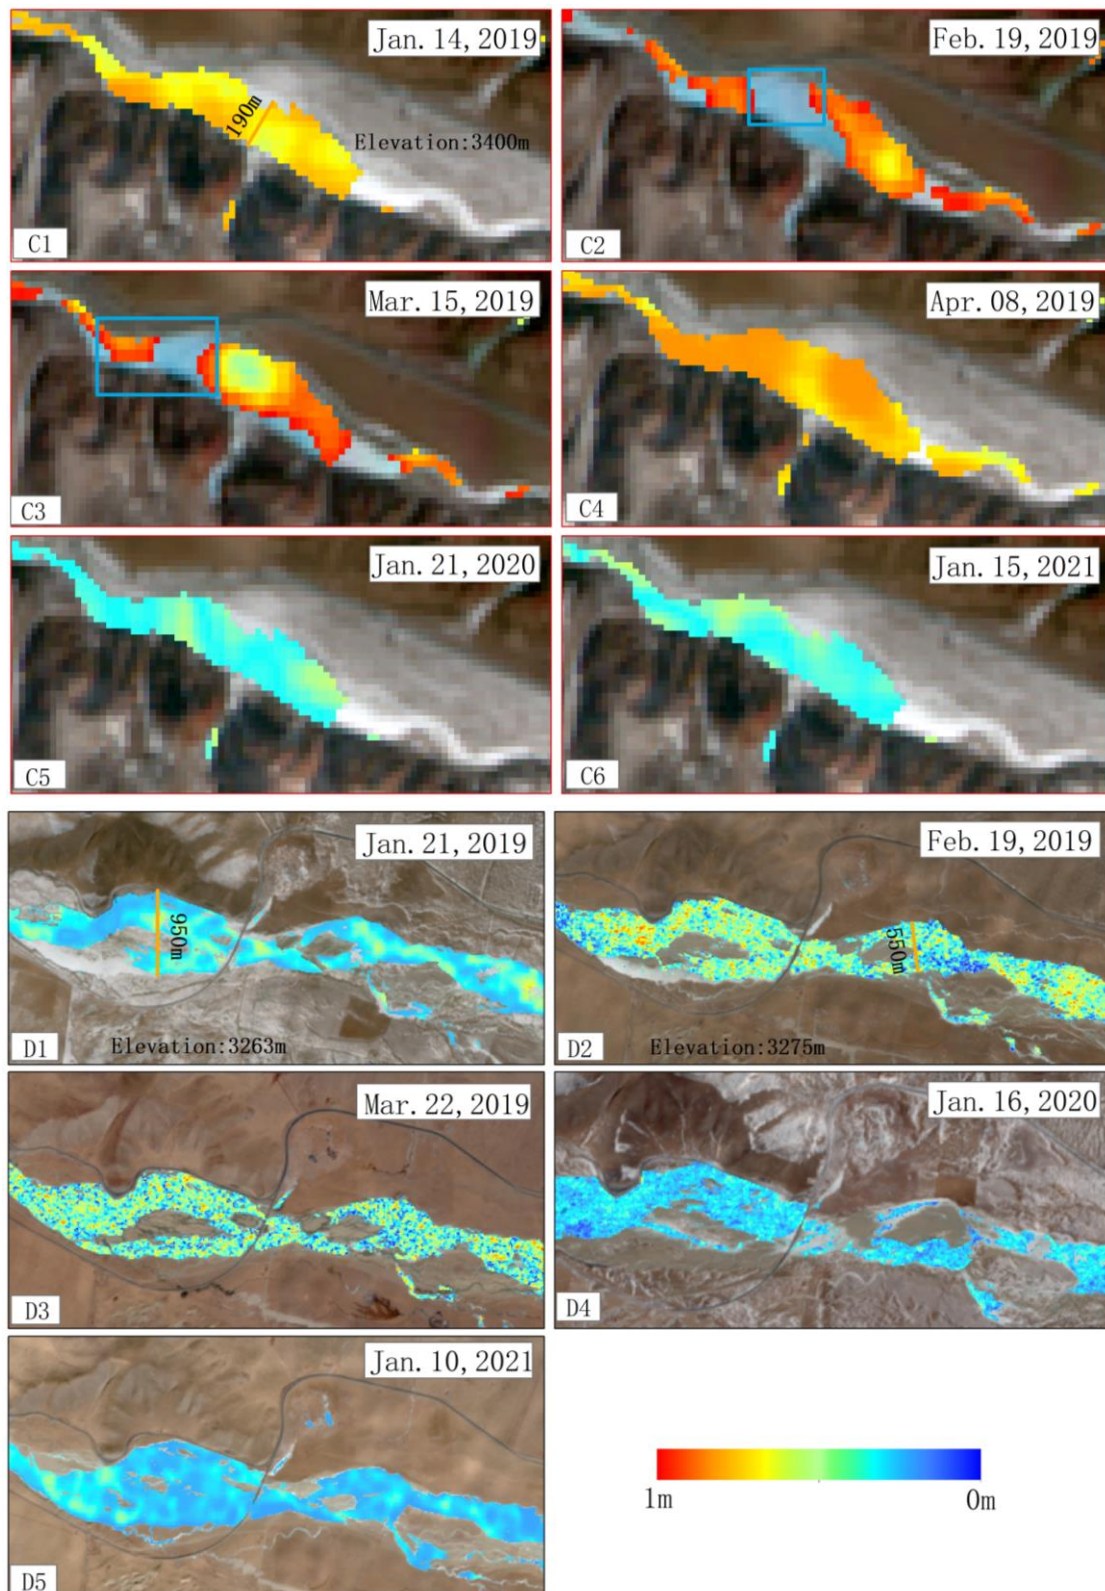 Jan. 14, 2019
190m
Elevation:3400m
C1
Feb. 19, 2019
C2
Mar. 15, 2019
C3
Apr. 08, 2019
C4
Jan. 21, 2020
C5
Jan. 15, 2021
C6
Jan. 21, 2019
950m
D1
Elevation:3263m
Feb. 19, 2019
550m
D2
Elevation:3275m
Mar. 22, 2019
D3
Jan. 16, 2020
D4
Jan. 10, 2021
D5
1m
0m